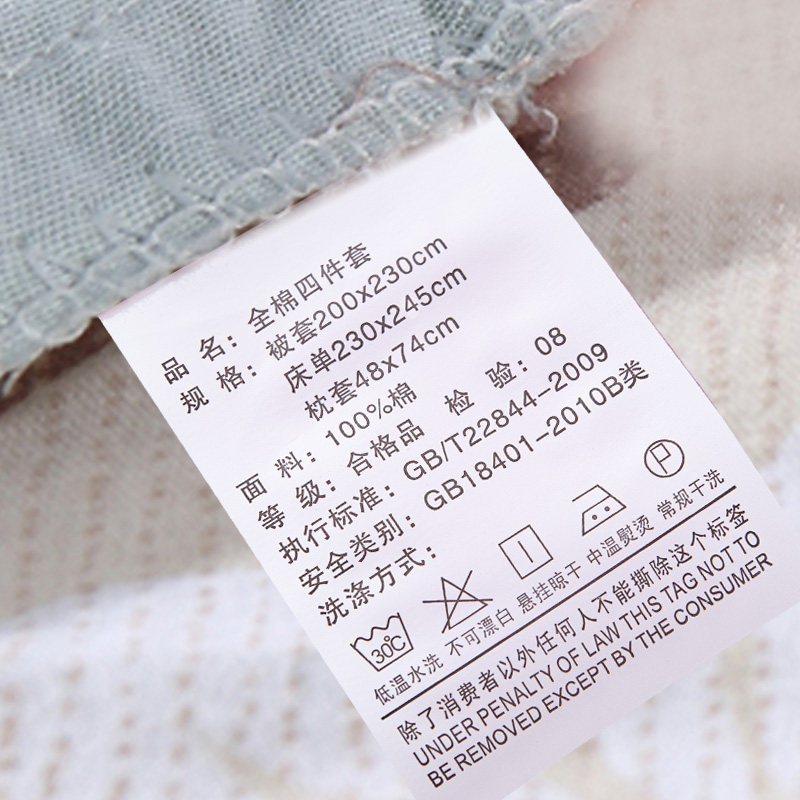 品 名：全棉四件套
规 格：被套200x230cm
床单230x245cm
枕套48x74cm
面 料：100%棉
等 级：合格品 检 验：08
执行标准：GB/T22844-2009
安全类别：GB18401-2010B类
洗涤方式：
30℃ P
低温水洗 不可漂白 悬挂晾干 中温熨烫 常规干洗
除了消费者以外任何人不能撕除这个标签
UNDER PENALTY OF LAW THIS TAG NOT TO
BE REMOVED EXCEPT BY THE CONSUMER